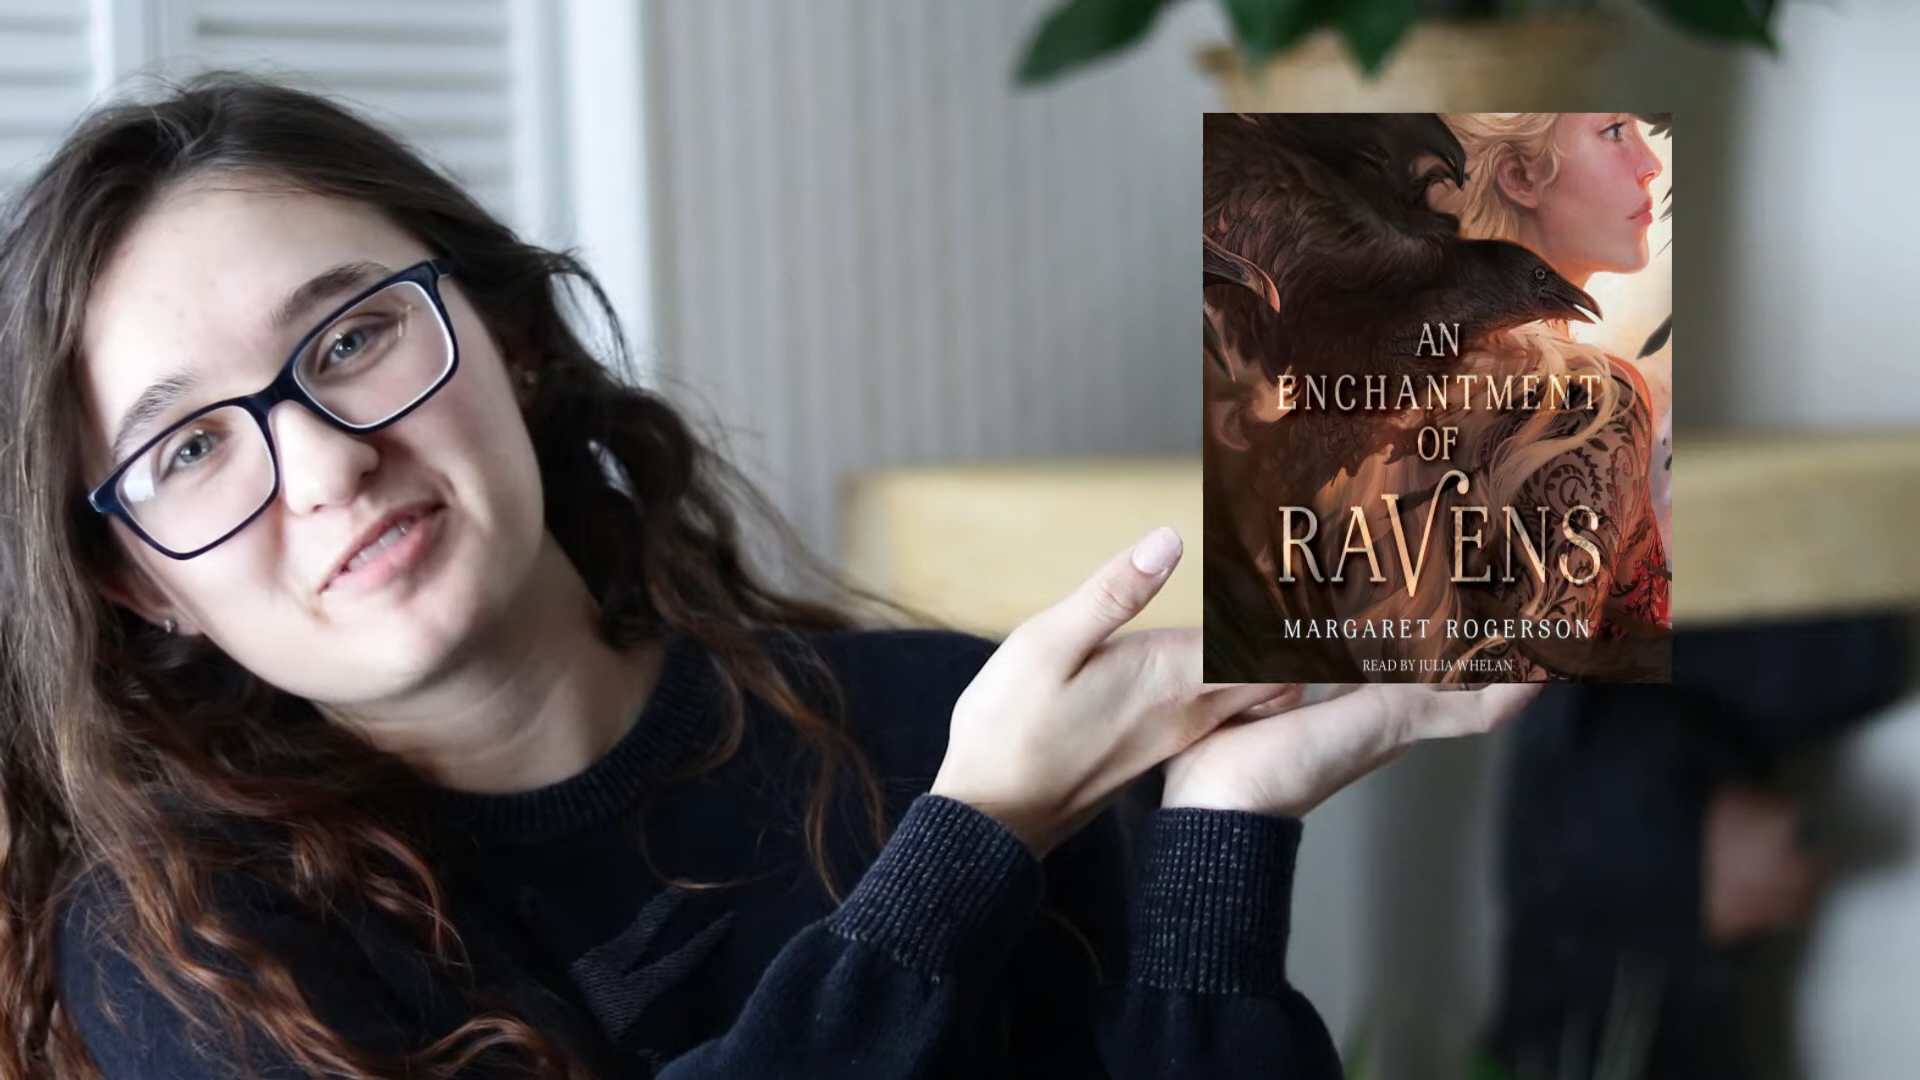 AN
ENCHANTMENT
OF
RAVENS
MARGARET ROGERSON
READ BY JULIA WHELAN